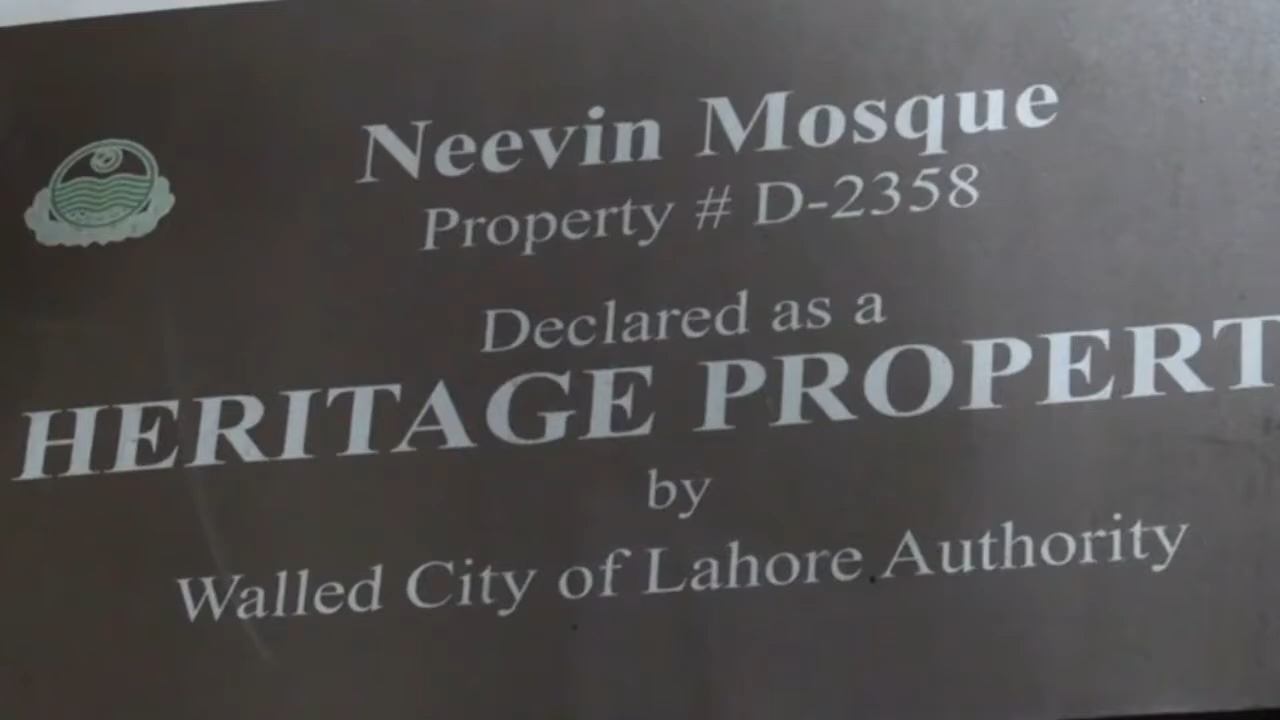 Neevin Mosque
Property # D-2358
Declared as a
HERITAGE PROPERT
by
Walled City of Lahore Authority